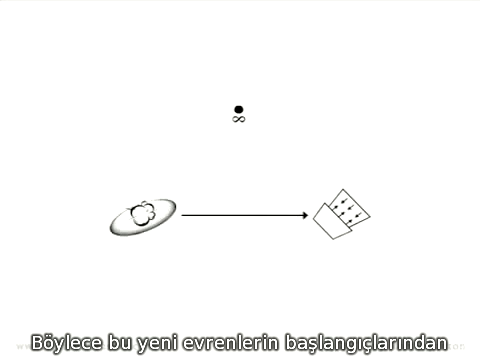 ∞
Böylece bu yeni evrenlerin başlangıçlarından